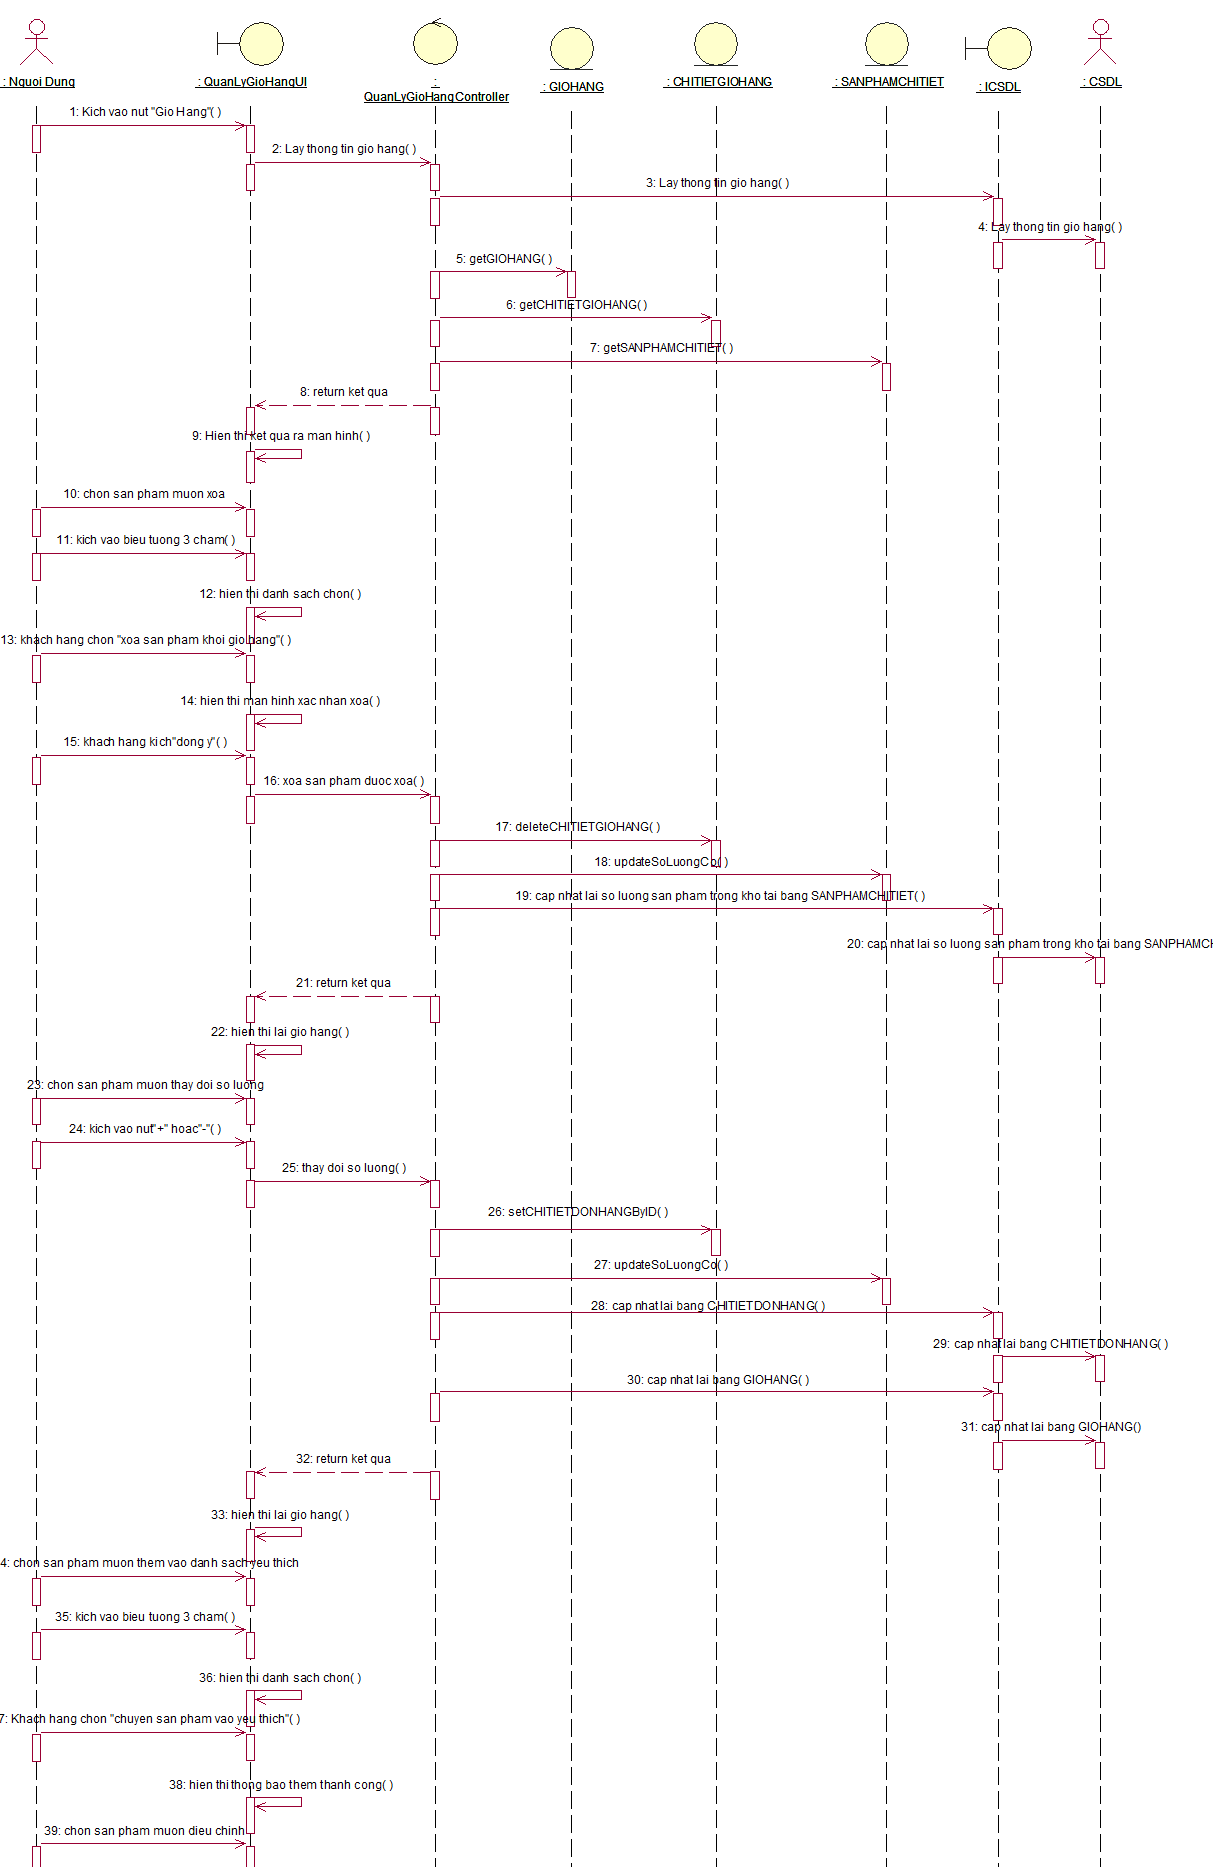 : Nguoi Dung
: QuanLyGioHangUI
:
QuanLyGioHangController
: GIOHANG
: CHITIETGIOHANG
: SANPHAMCHITIET
: ICSDL
: CSDL
1: Kich vao nut "Gio Hang"( )
2: Lay thong tin gio hang( )
3: Lay thong tin gio hang( )
4: Lay thong tin gio hang( )
5: getGIOHANG( )
6: getCHITIETGIOHANG( )
7: getSANPHAMCHITIET( )
8: return ket qua
9: Hien thi ket qua ra man hinh( )
10: chon san pham muon xoa
11: kich vao bieu tuong 3 cham( )
12: hien thi danh sach chon( )
13: khach hang chon "xoa san pham khoi gio hang"( )
14: hien thi man hinh xac nhan xoa( )
15: khach hang kich"dong y"( )
16: xoa san pham duoc xoa( )
17: deleteCHITIETGIOHANG( )
18: updateSoLuongCo( )
19: cap nhat lai so luong san pham trong kho tai bang SANPHAMCHITIET( )
20: cap nhat lai so luong san pham trong kho tai bang SANPHAMCH
21: return ket qua
22: hien thi lai gio hang( )
23: chon san pham muon thay doi so luong
24: kich vao nut"+" hoac"-"( )
25: thay doi so luong( )
26: setCHITIETDONHANGByID( )
27: updateSoLuongCo( )
28: cap nhat lai bang CHITIETDONHANG( )
29: cap nhat lai bang CHITIETDONHANG( )
30: cap nhat lai bang GIOHANG( )
31: cap nhat lai bang GIOHANG()
32: return ket qua
33: hien thi lai gio hang( )
4: chon san pham muon them vao danh sach yeu thich
35: kich vao bieu tuong 3 cham( )
36: hien thi danh sach chon( )
7: Khach hang chon "chuyen san pham vao yeu thich"( )
38: hien thi thong bao them thanh cong( )
39: chon san pham muon dieu chinh